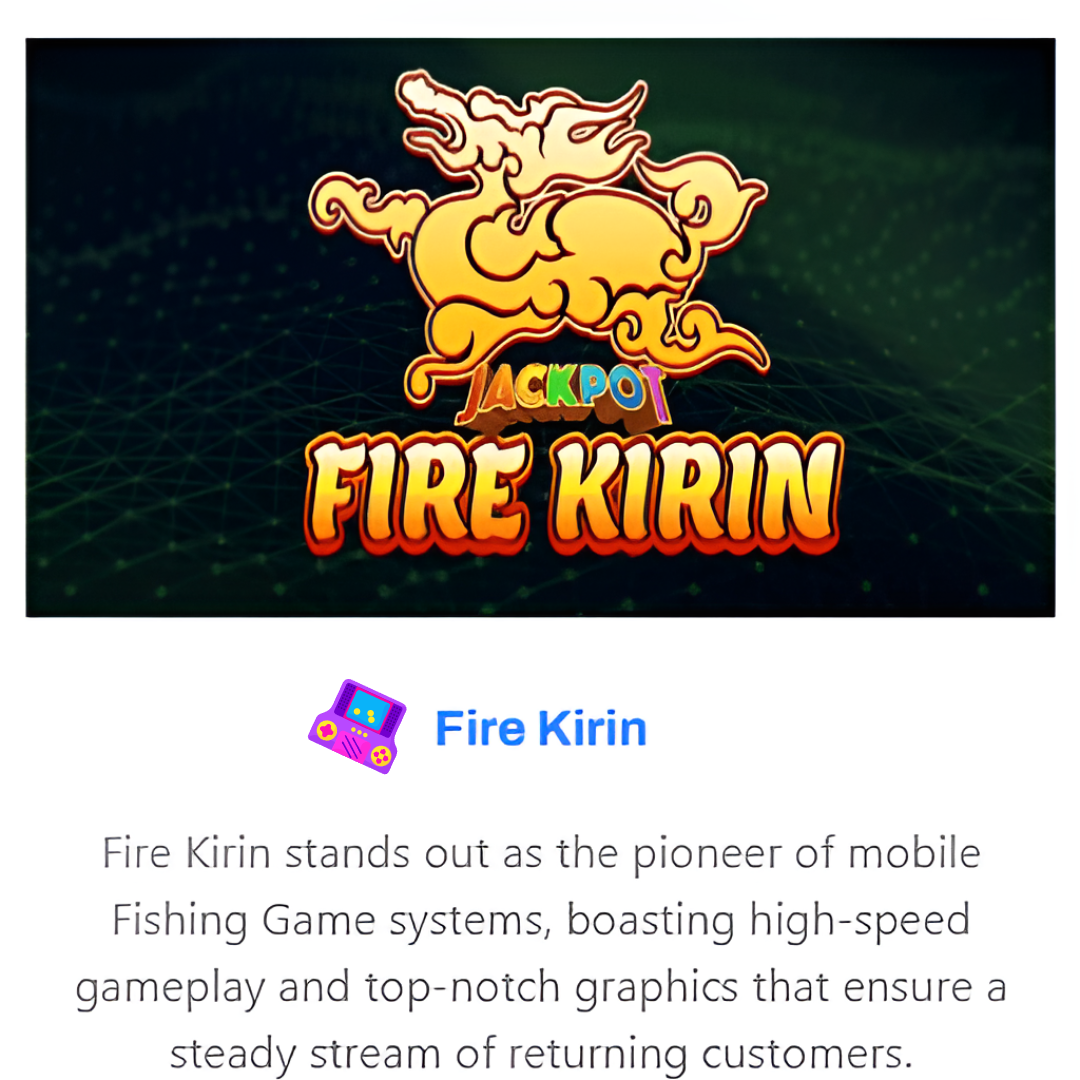 JACKPOT
FIRE KIRIN
Fire Kirin
Fire Kirin stands out as the pioneer of mobile
Fishing Game systems, boasting high-speed
gameplay and top-notch graphics that ensure a
steady stream of returning customers.